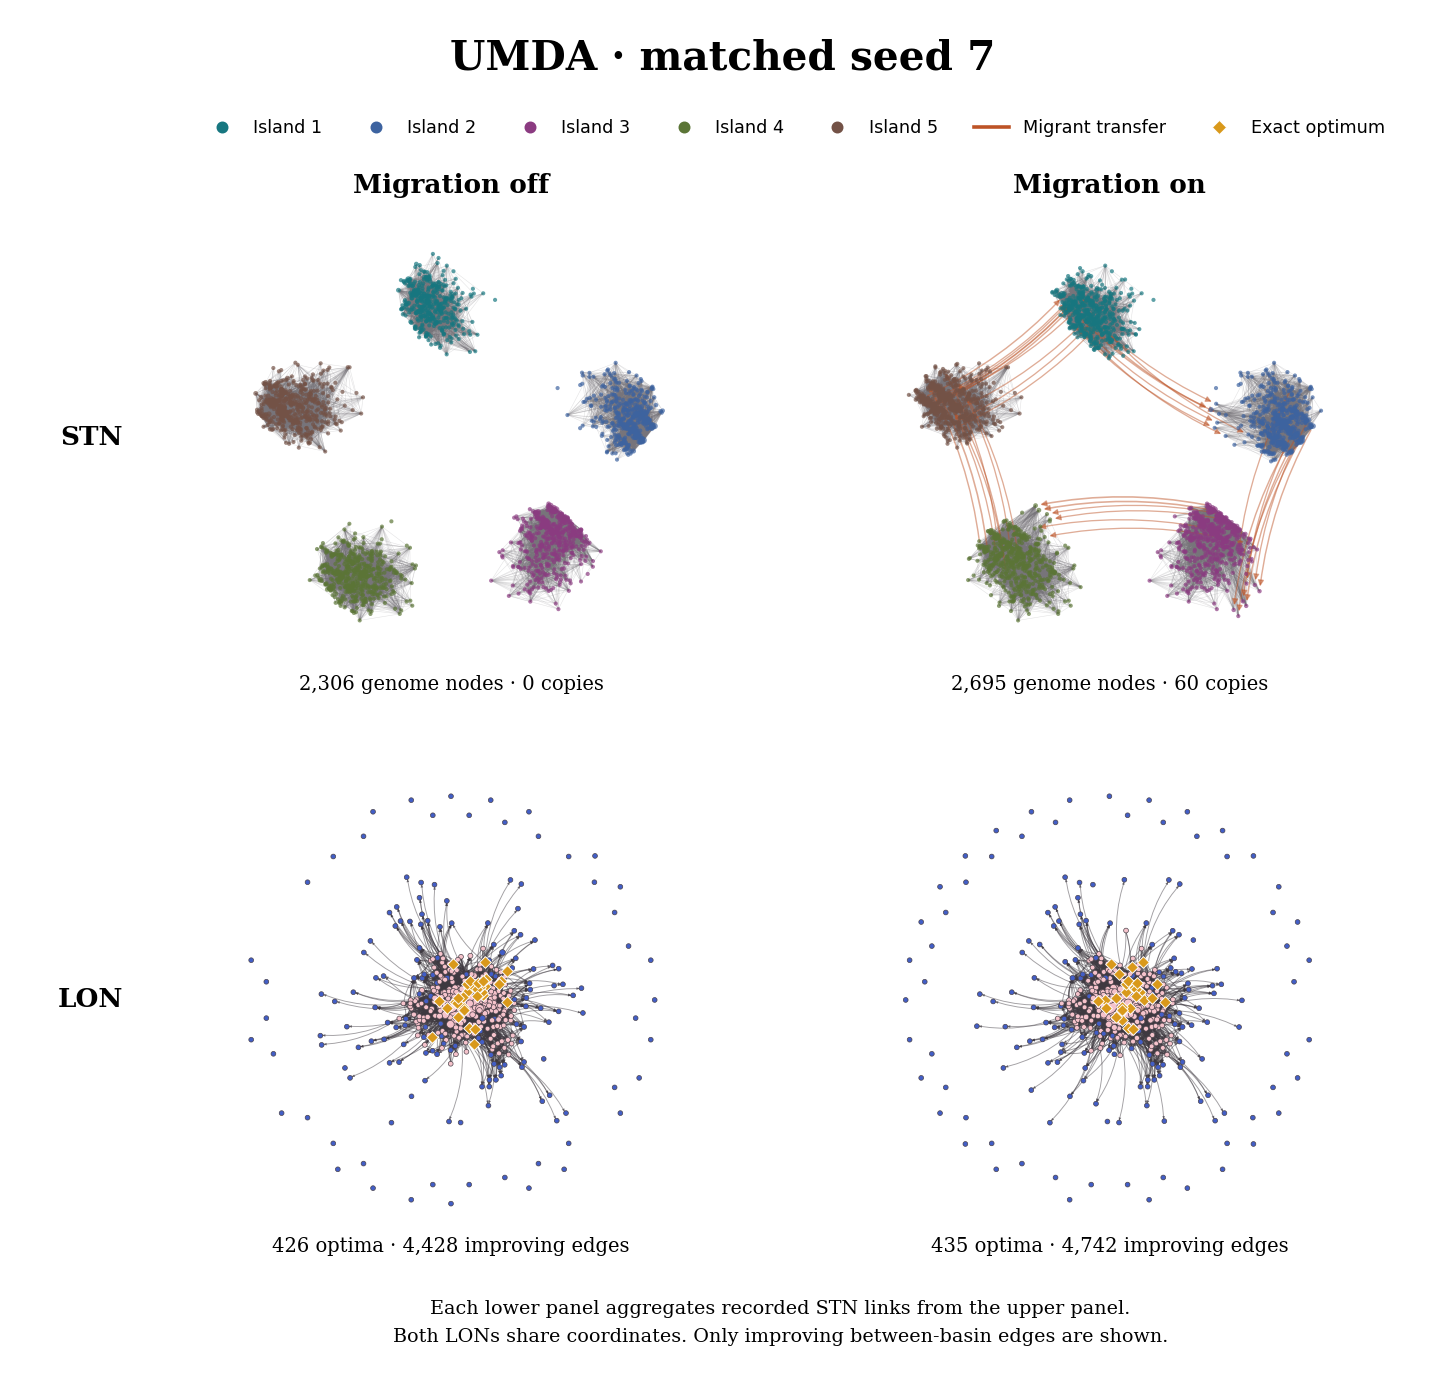 UMDA · matched seed 7
Island 1 Island 2 Island 3 Island 4 Island 5 Migrant transfer Exact optimum
Migration off Migration on
STN
2,306 genome nodes · 0 copies 2,695 genome nodes · 60 copies
LON
426 optima · 4,428 improving edges 435 optima · 4,742 improving edges
Each lower panel aggregates recorded STN links from the upper panel.
Both LONs share coordinates. Only improving between-basin edges are shown.